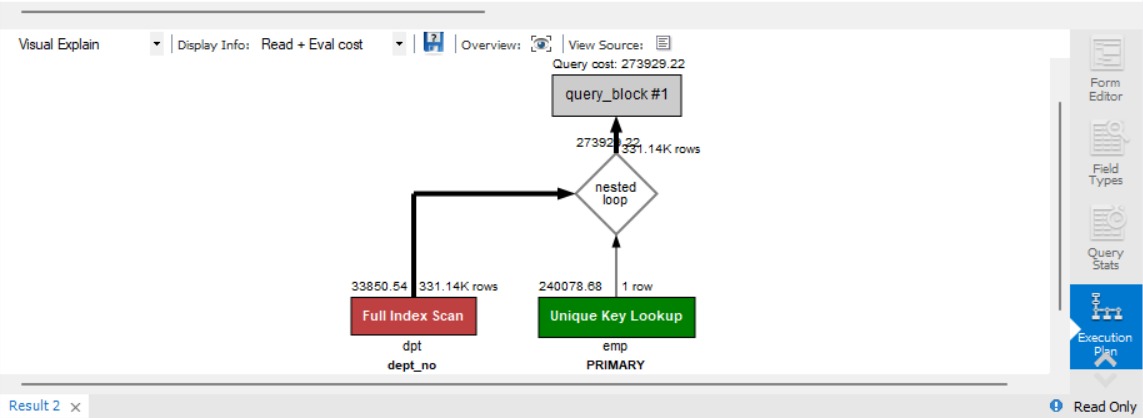 Visual Explain
Display Info: Read + Eval cost
Overview:
View Source:
Query cost: 273929.22
query_block #1
273929.22
331.14K rows
nested
loop
33850.54
331.14K rows
240078.68
1 row
Full Index Scan
Unique Key Lookup
dpt
emp
dept_no
PRIMARY
Form
Editor
Field
Types
Query
Stats
Execution
Plan
Result 2
Read Only